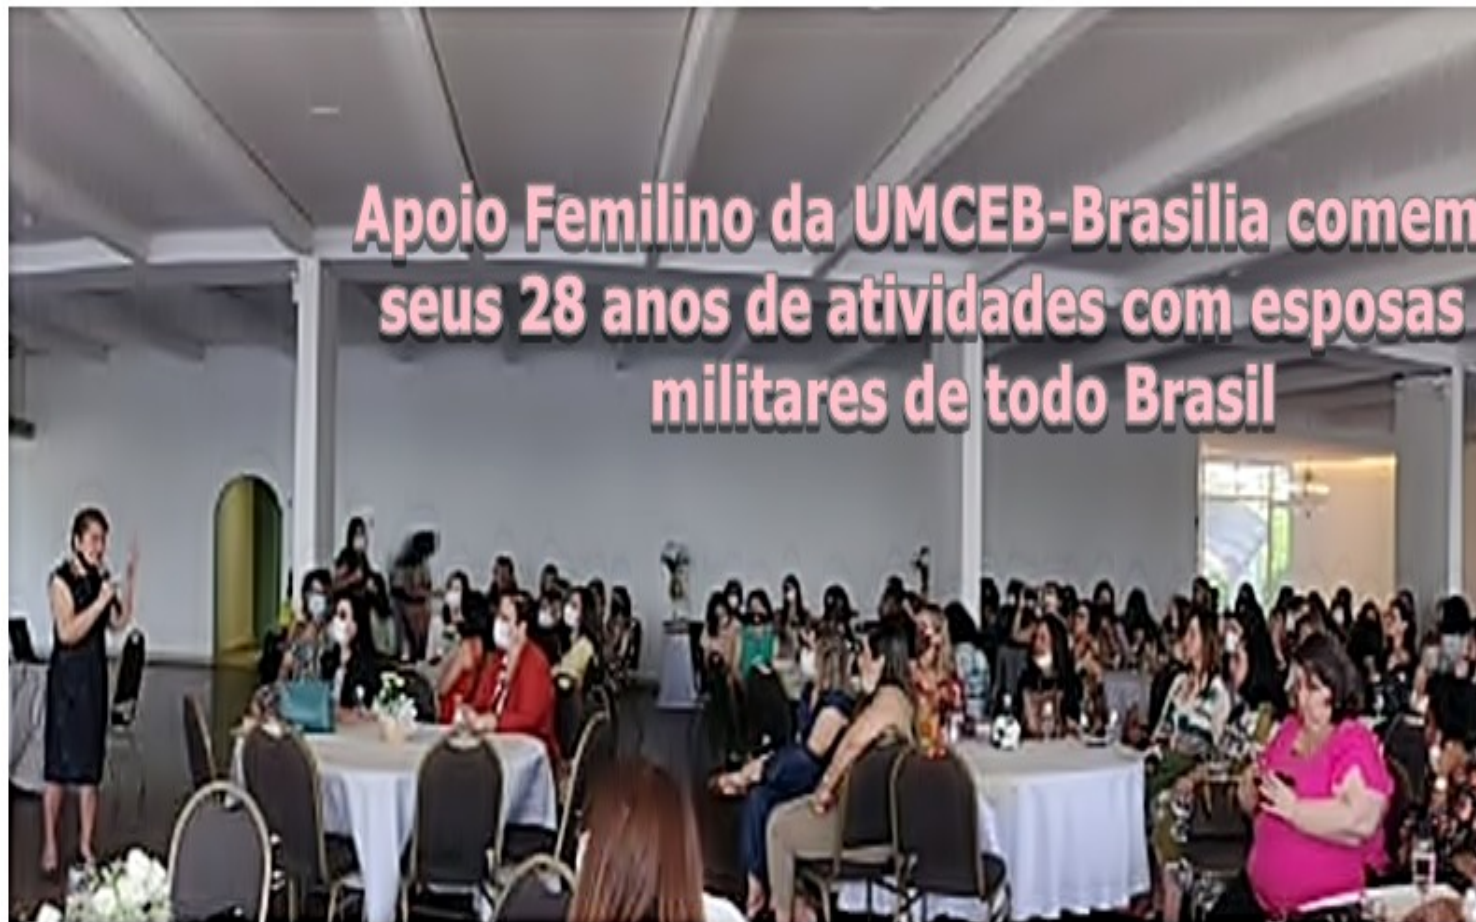 Apoio Femilino da UMCEB-Brasilia comem
seus 28 anos de atividades com esposas
militares de todo Brasil